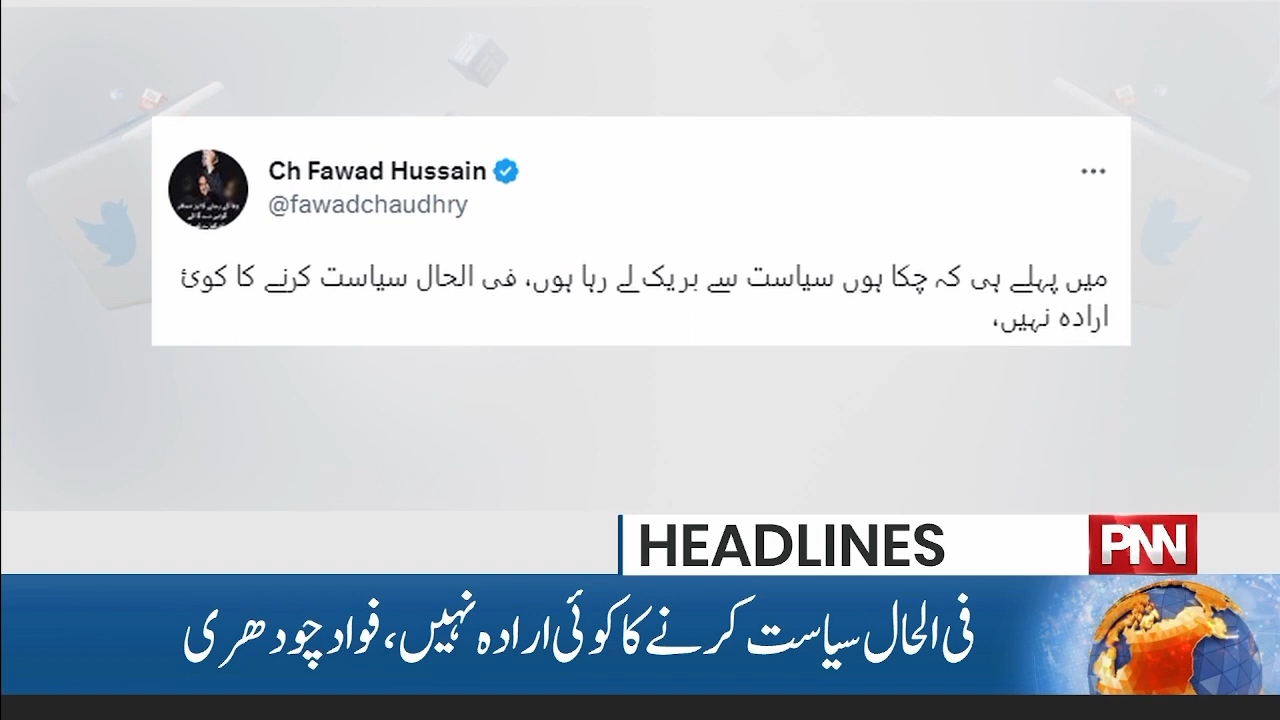 Ch Fawad Hussain
@fawadchaudhry
میں پہلے ہی کہ چکا ہوں سیاست سے بریک لے رہا ہوں، فی الحال سیاست کرنے کا کوئ
ارادہ نہیں،
HEADLINES
PNN
فی الحال سیاست کرنے کا کوئی ارادہ نہیں، فواد چودھری